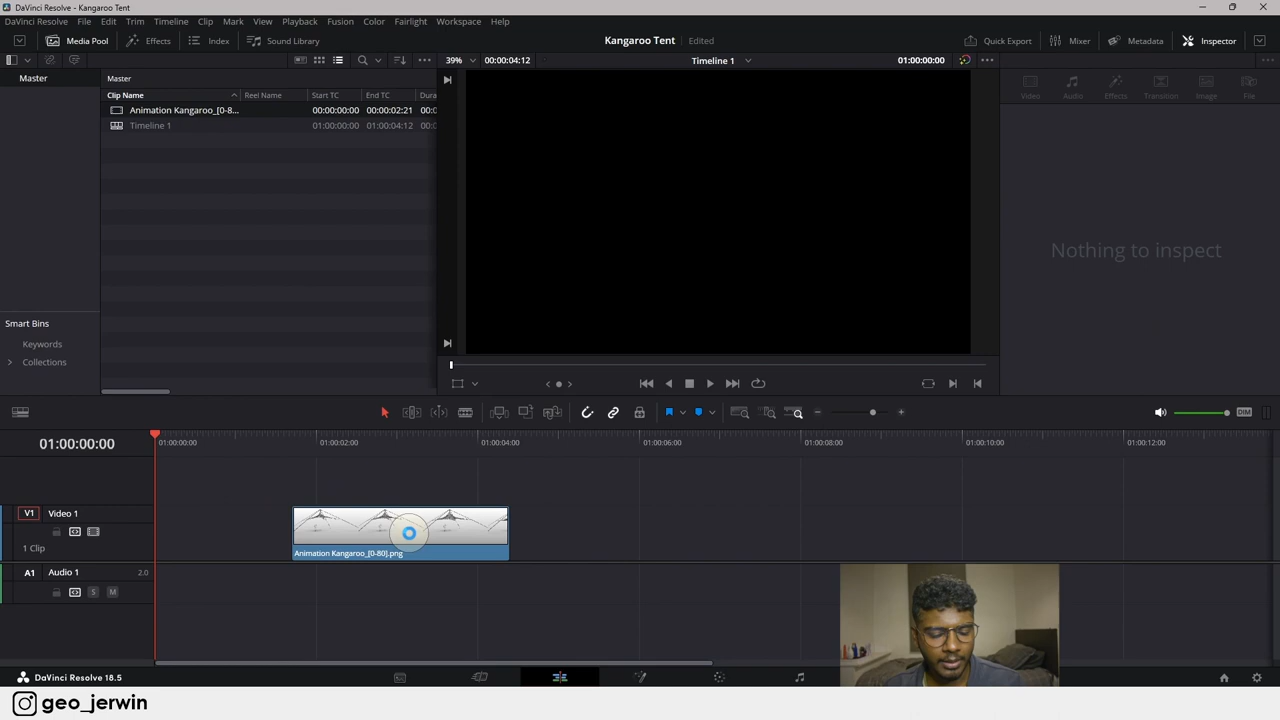 DaVinci Resolve - Kangaroo Tent
DaVinci Resolve File Edit Trim Timeline Clip Mark View Playback Fusion Color Fairlight Workspace Help
Media Pool Effects Index Sound Library Kangaroo Tent Edited Quick Export Mixer Metadata Inspector
39% 00:00:04:12 Timeline 1 01:00:00:00
Master Master
Clip Name Reel Name Start TC End TC Dura
Animation Kangaroo_[0-8... 00:00:00:00 00:00:02:21 00:0
Timeline 1 01:00:00:00 01:00:04:12 00:0
Video Audio Effects Transition Image File
Nothing to inspect
Smart Bins
Keywords
Collections
DIM
01:00:00:00
01:00:00:00 01:00:02:00 01:00:04:00 01:00:06:00 01:00:08:00 01:00:10:00 01:00:12:00
V1 Video 1
1 Clip
Animation Kangaroo_[0-80].png
A1 Audio 1 2.0
S M
DaVinci Resolve 18.5
geo_jerwin